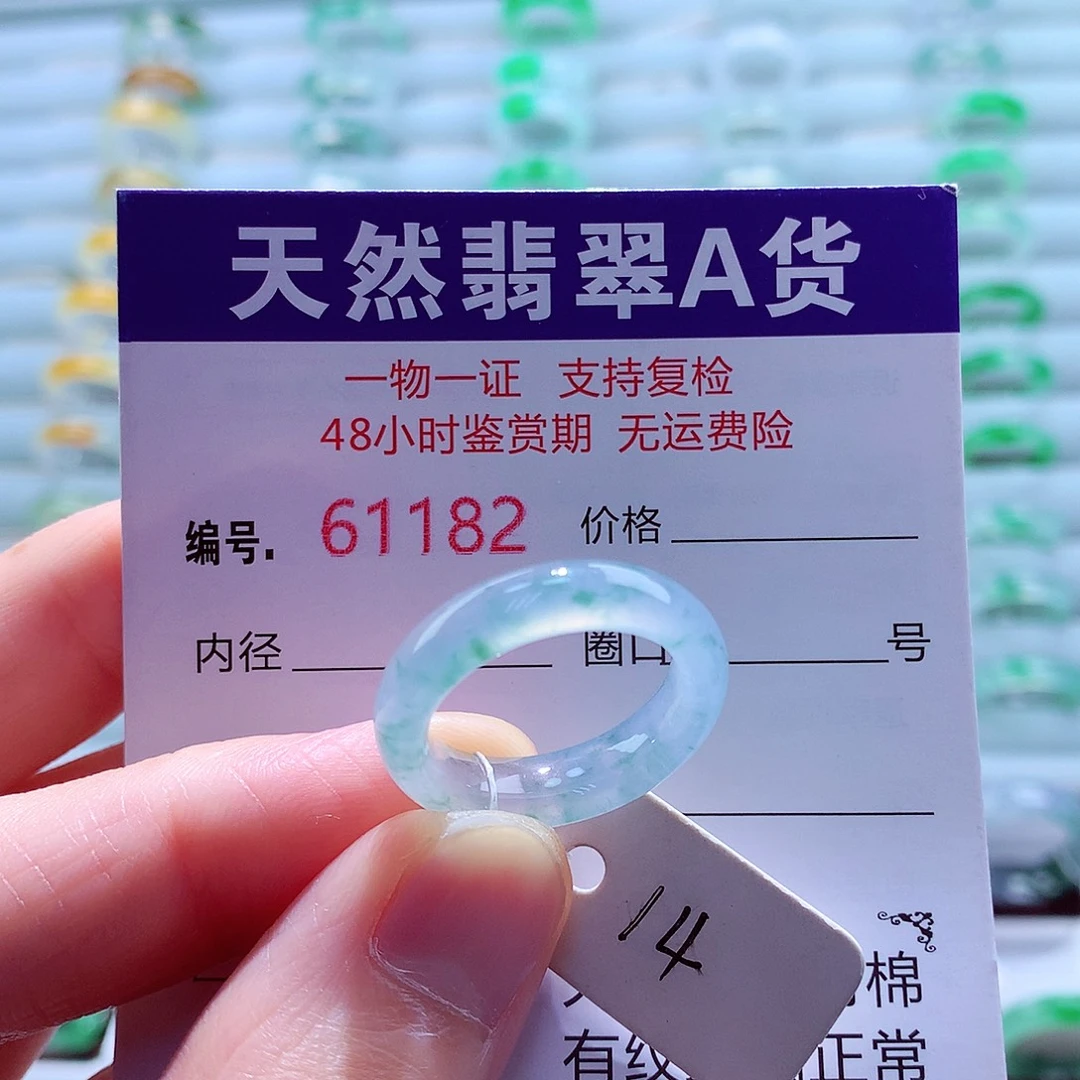 天然翡翠A货
一物一证 支持复检
48小时鉴赏期 无运费险
编号. 61182 价格
内径 圈口 号
14
棉
有纹 正常